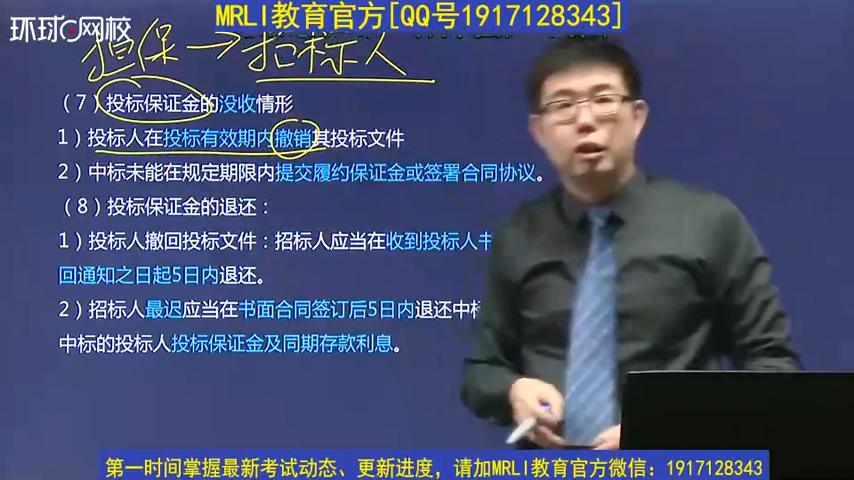 MRLI教育官方[QQ号1917128343]
环球网校
担保→招标人
（7）投标保证金的没收情形
1）投标人在投标有效期内撤销其投标文件
2）中标未能在规定期限内提交履约保证金或签署合同协议。
（8）投标保证金的退还：
1）投标人撤回投标文件：招标人应当在收到投标人书
回通知之日起5日内退还。
2）招标人最迟应当在书面合同签订后5日内退还中标
中标的投标人投标保证金及同期存款利息。
第一时间掌握最新考试动态、更新进度，请加MRLI教育官方微信：1917128343